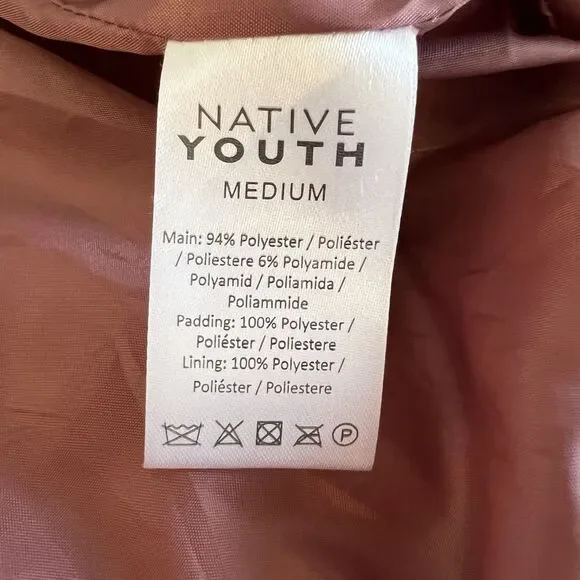 NATIVE
YOUTH
MEDIUM
Main: 94% Polyester / Poliéster
/ Poliestere 6% Polyamide /
Polyamid / Poliamida /
Poliammide
Padding: 100% Polyester /
Poliéster / Poliestere
Lining: 100% Polyester /
Poliéster / Poliestere
P